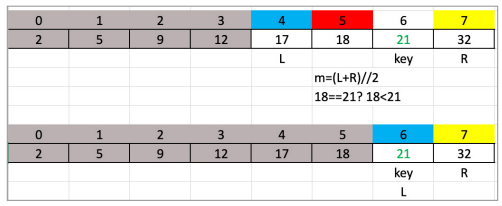 0 1 2 3 4 5 6 7
2 5 9 12 17 18 21 32
L key R
m=(L+R)//2
18==21? 18<21
0 1 2 3 4 5 6 7
2 5 9 12 17 18 21 32
key R
L